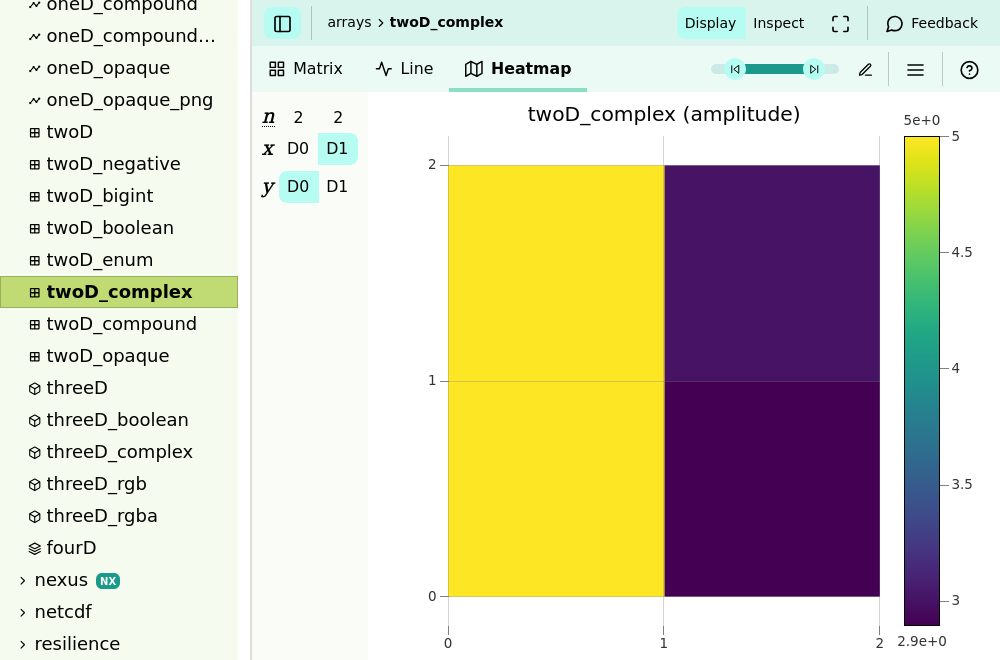 oneD_compound
oneD_compound…
oneD_opaque
oneD_opaque_png
twoD
twoD_negative
twoD_bigint
twoD_boolean
twoD_enum
twoD_complex
twoD_compound
twoD_opaque
threeD
threeD_boolean
threeD_complex
threeD_rgb
threeD_rgba
fourD
nexus NX
netcdf
resilience
arrays > twoD_complex
Display Inspect
Feedback
Matrix Line Heatmap
n 2 2
x D0 D1
y D0 D1
twoD_complex (amplitude)
2
1
0
0 1 2
5e+0
5
4.5
4
3.5
3
2.9e+0